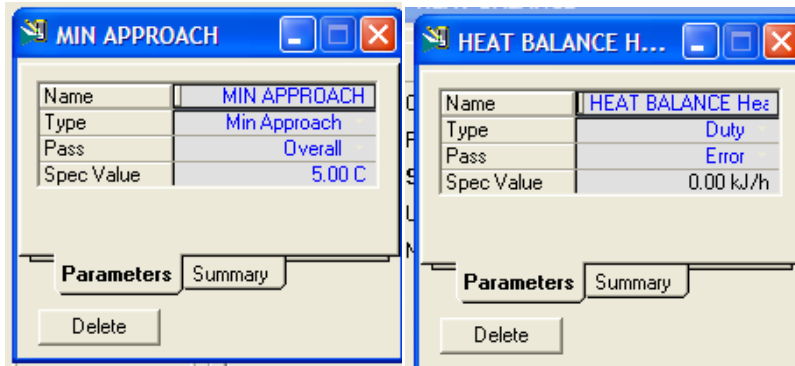 MIN APPROACH
Name MIN APPROACH
Type Min Approach
Pass Overall
Spec Value 5.00 C
Parameters Summary
Delete
HEAT BALANCE H...
Name HEAT BALANCE Hea
Type Duty
Pass Error
Spec Value 0.00 kJ/h
Parameters Summary
Delete